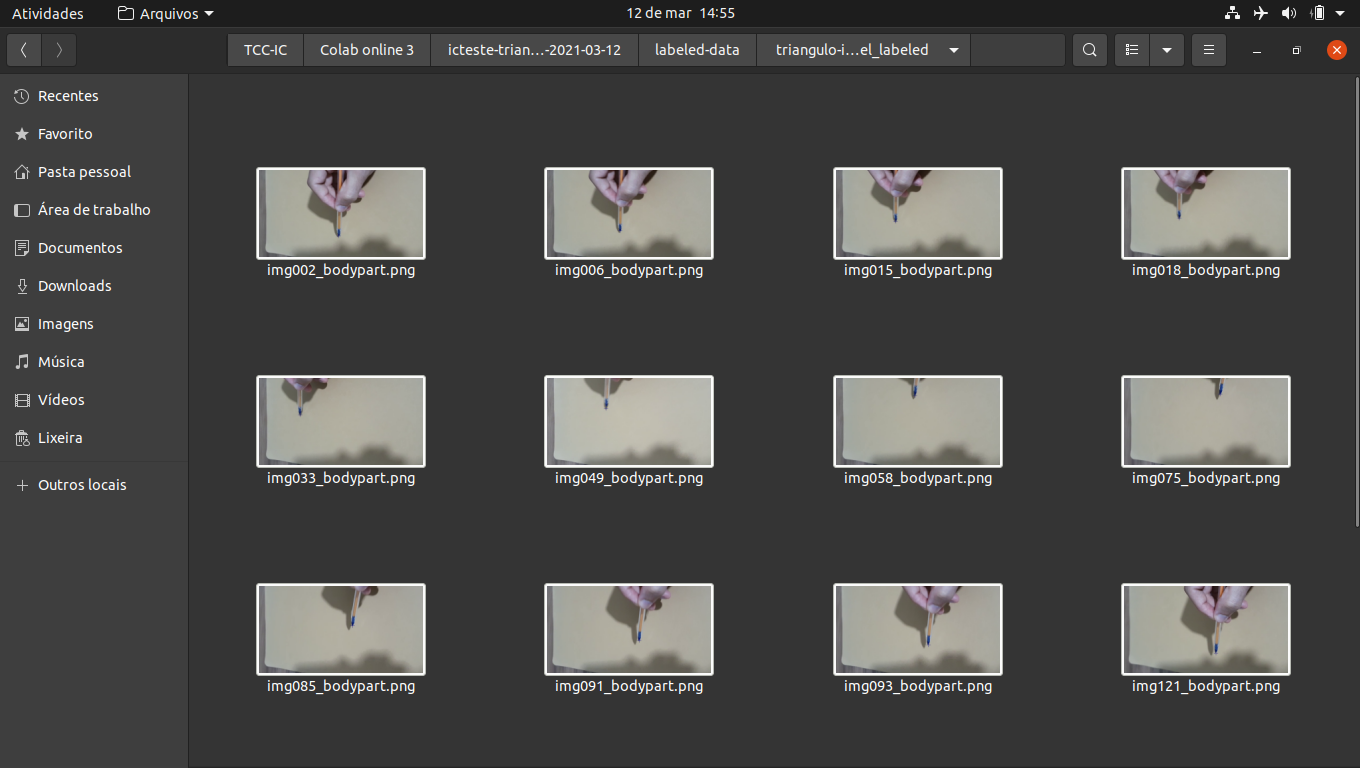 Atividades Arquivos 12 de mar 14:55
TCC-IC Colab online 3 icteste-trian...-2021-03-12 labeled-data triangulo-i...el_labeled
Recentes
Favorito
Pasta pessoal
Área de trabalho
Documentos
Downloads
Imagens
Música
Vídeos
Lixeira
Outros locais
img002_bodypart.png img006_bodypart.png img015_bodypart.png img018_bodypart.png
img033_bodypart.png img049_bodypart.png img058_bodypart.png img075_bodypart.png
img085_bodypart.png img091_bodypart.png img093_bodypart.png img121_bodypart.png